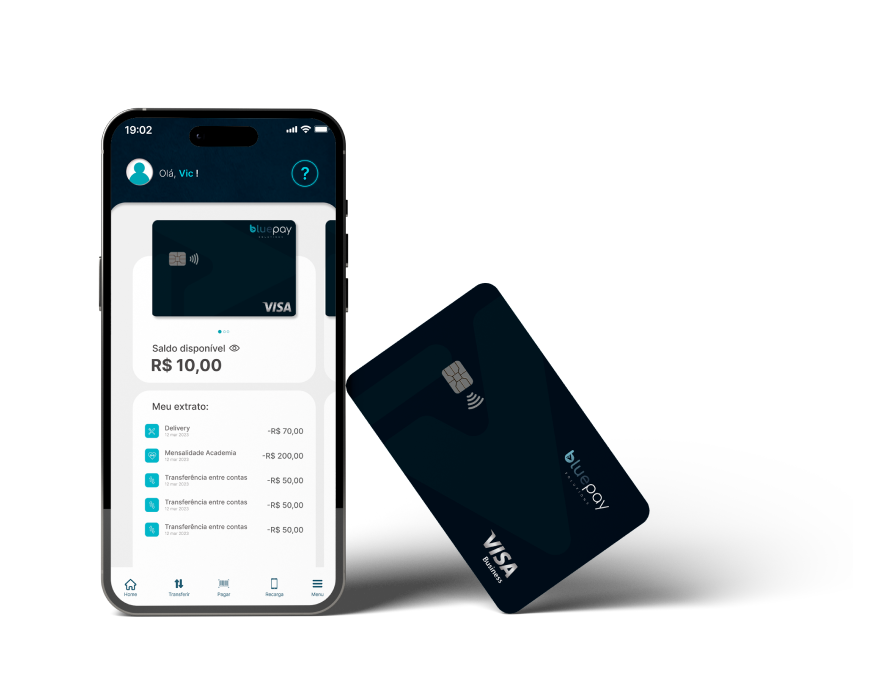 19:02
Olá, Vic !
?
bluepay
SOLUTIONS
VISA
Saldo disponível
R$ 10,00
Meu extrato:
Delivery
-R$ 70,00
12 mar 2023
Mensalidade Academia
-R$ 200,00
12 mar 2023
Transferência entre contas
-R$ 50,00
12 mar 2023
Transferência entre contas
-R$ 50,00
12 mar 2023
Transferência entre contas
-R$ 50,00
12 mar 2023
Home
Transferir
Pagar
Recarga
Menu
bluepay
SOLUTIONS
VISA
Business